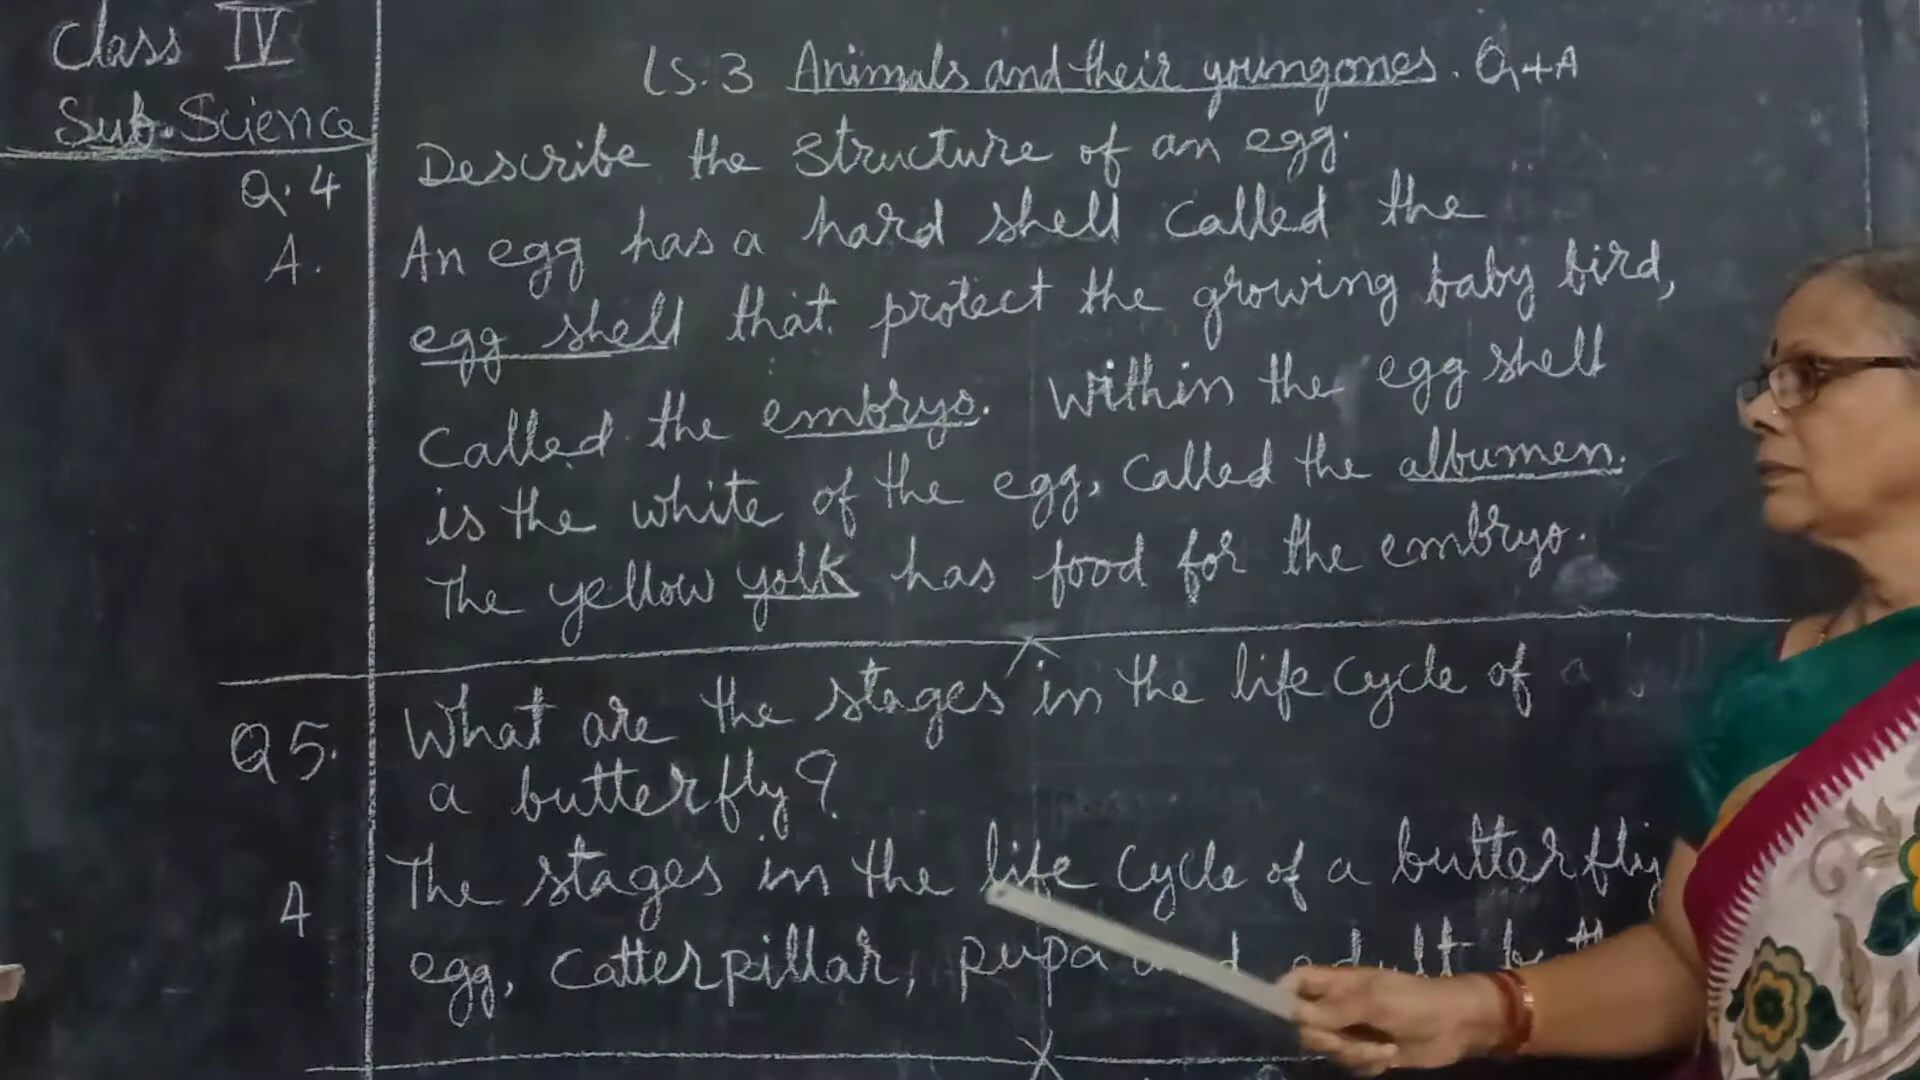 Class IV
Sub. Science
Ls. 3 Animals and their youngones. Q+A
Q. 4 Describe the structure of an egg.
A. An egg has a hard shell called the
egg shell that protect the growing baby bird,
called the embryo. Within the egg shell
is the white of the egg, called the albumen.
The yellow yolk has food for the embryo.
Q 5. What are the stages in the life cycle of a
a butterfly?
A The stages in the life cycle of a butterfly
egg, catterpillar, pupa and adult